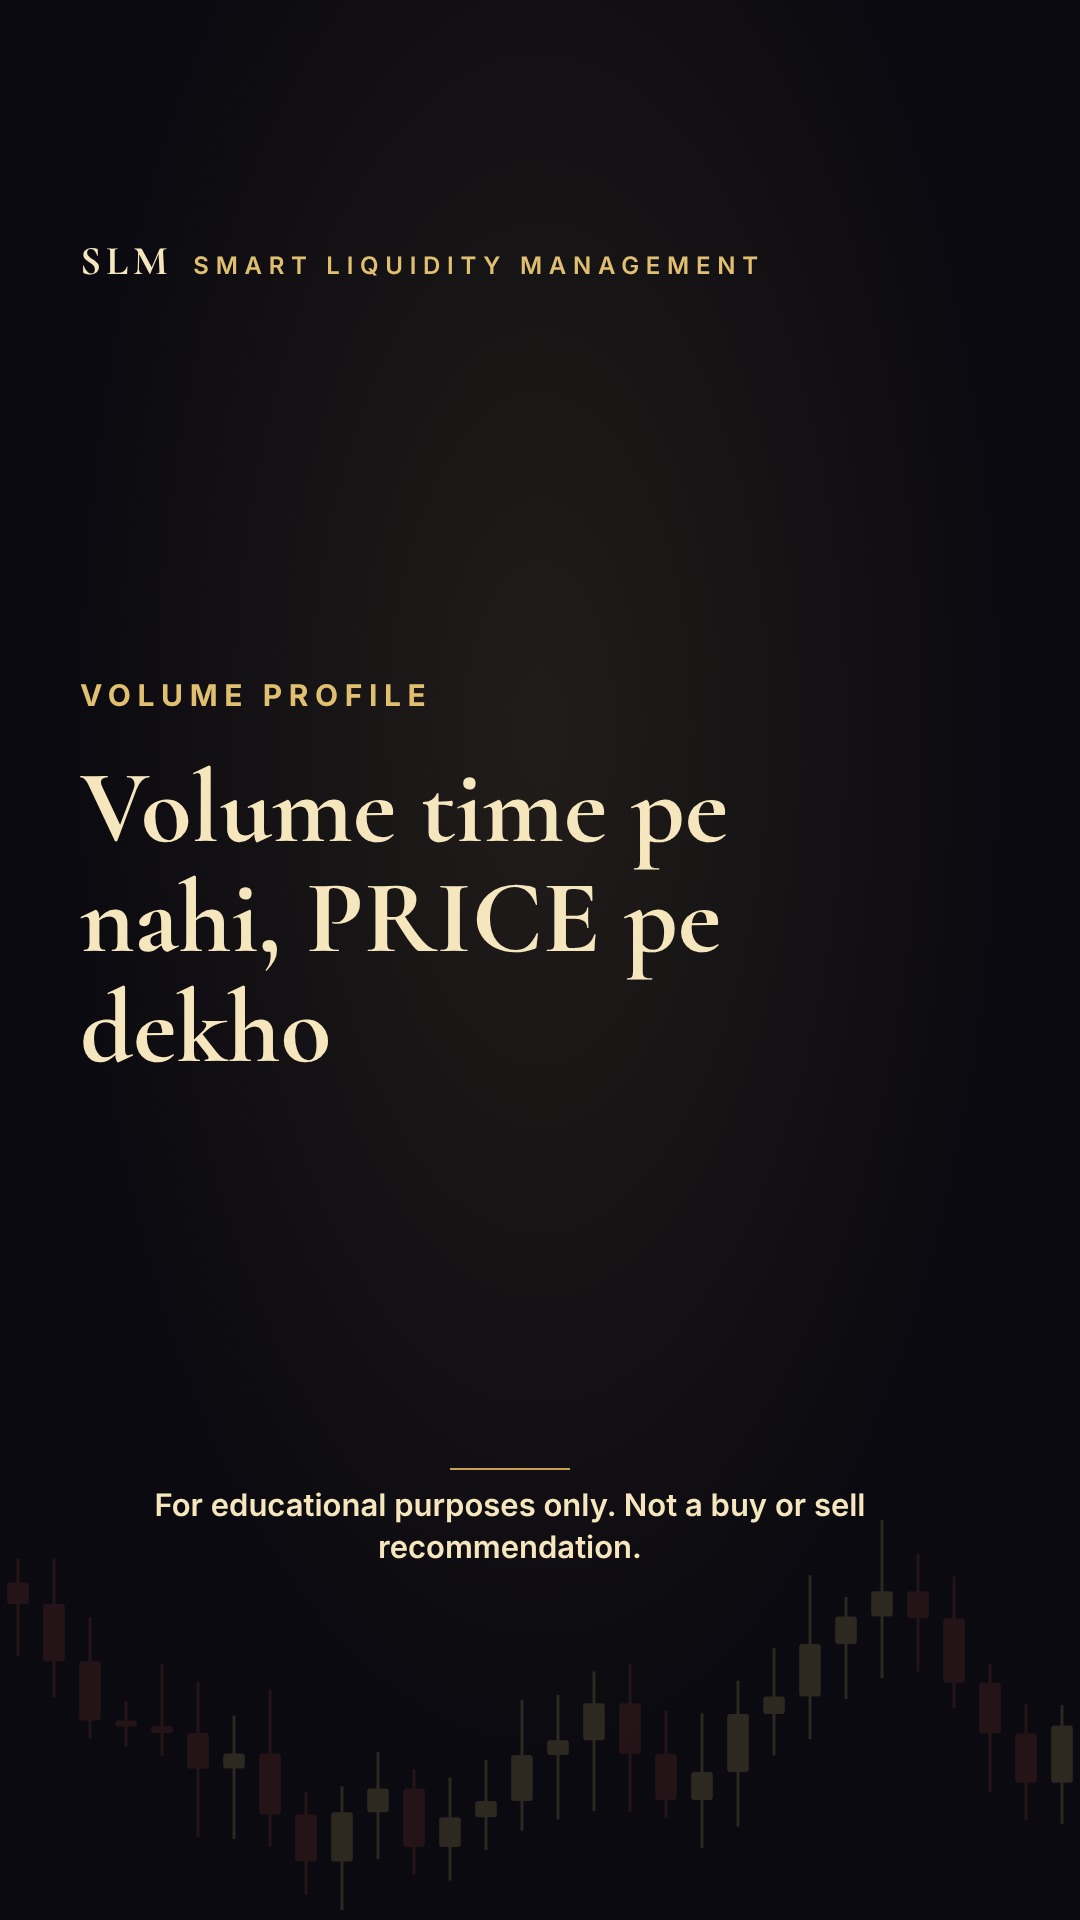 SLM SMART LIQUIDITY MANAGEMENT
VOLUME PROFILE
Volume time pe
nahi, PRICE pe
dekho
For educational purposes only. Not a buy or sell
recommendation.